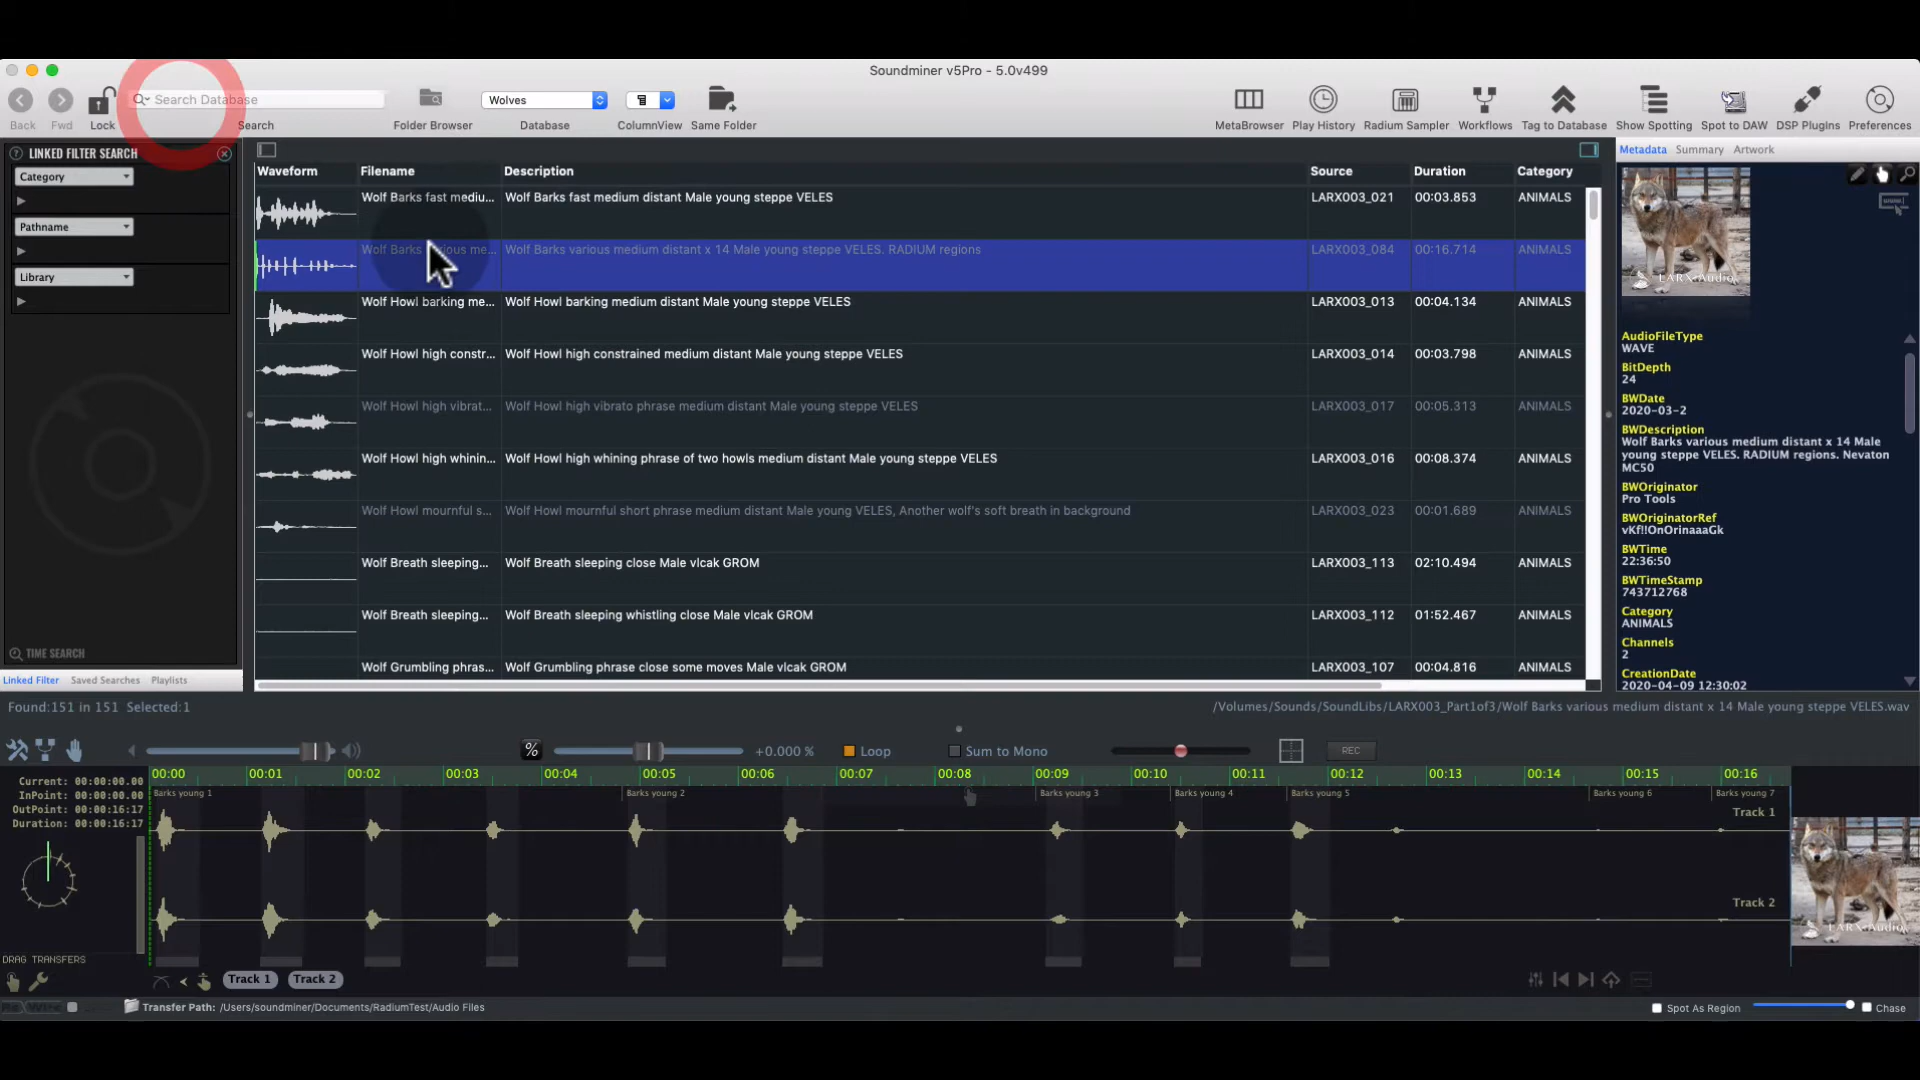 Soundminer v5Pro - 5.0v499
Search Database
Wolves
Back
Fwd
Lock
Search
Folder Browser
Database
ColumnView
Same Folder
MetaBrowser
Play History
Radium Sampler
Workflows
Tag to Database
Show Spotting
Spot to DAW
DSP Plugins
Preferences
LINKED FILTER SEARCH
Category
Pathname
Library
TIME SEARCH
Linked Filter
Saved Searches
Playlists
Waveform Filename Description Source Duration Category
Wolf Barks fast mediu... Wolf Barks fast medium distant Male young steppe VELES LARX003_021 00:03.853 ANIMALS
Wolf Barks various me... Wolf Barks various medium distant x 14 Male young steppe VELES. RADIUM regions LARX003_084 00:16.714 ANIMALS
Wolf Howl barking me... Wolf Howl barking medium distant Male young steppe VELES LARX003_013 00:04.134 ANIMALS
Wolf Howl high constr... Wolf Howl high constrained medium distant Male young steppe VELES LARX003_014 00:03.798 ANIMALS
Wolf Howl high vibrat... Wolf Howl high vibrato phrase medium distant Male young steppe VELES LARX003_017 00:05.313 ANIMALS
Wolf Howl high whinin... Wolf Howl high whining phrase of two howls medium distant Male young steppe VELES LARX003_016 00:08.374 ANIMALS
Wolf Howl mournful s... Wolf Howl mournful short phrase medium distant Male young VELES, Another wolf's soft breath in background LARX003_023 00:01.689 ANIMALS
Wolf Breath sleeping... Wolf Breath sleeping close Male vlcak GROM LARX003_113 02:10.494 ANIMALS
Wolf Breath sleeping... Wolf Breath sleeping whistling close Male vlcak GROM LARX003_112 01:52.467 ANIMALS
Wolf Grumbling phras... Wolf Grumbling phrase close some moves Male vlcak GROM LARX003_107 00:04.816 ANIMALS
Metadata Summary Artwork
LARX Audio
AudioFileType
WAVE
BitDepth
24
BWDate
2020-03-2
BWDescription
Wolf Barks various medium distant x 14 Male
young steppe VELES. RADIUM regions. Nevaton
MC50
BWOriginator
Pro Tools
BWOriginatorRef
vKf!!OnOrinaaaGk
BWTime
22:36:50
BWTimeStamp
743712768
Category
ANIMALS
Channels
2
CreationDate
2020-04-09 12:30:02
Found:151 in 151 Selected:1
/Volumes/Sounds/SoundLibs/LARX003_Part1of3/Wolf Barks various medium distant x 14 Male young steppe VELES.wav
% +0.000 % Loop Sum to Mono REC
Current: 00:00:00.00
InPoint: 00:00:00.00
OutPoint: 00:00:16:17
Duration: 00:00:16:17
00:00 00:01 00:02 00:03 00:04 00:05 00:06 00:07 00:08 00:09 00:10 00:11 00:12 00:13 00:14 00:15 00:16
Barks young 1 Barks young 2 Barks young 3 Barks young 4 Barks young 5 Barks young 6 Barks young 7
Track 1
Track 2
LARX Audio
DRAG TRANSFERS
Track 1 Track 2
Transfer Path: /Users/soundminer/Documents/RadiumTest/Audio Files
Spot As Region
Chase